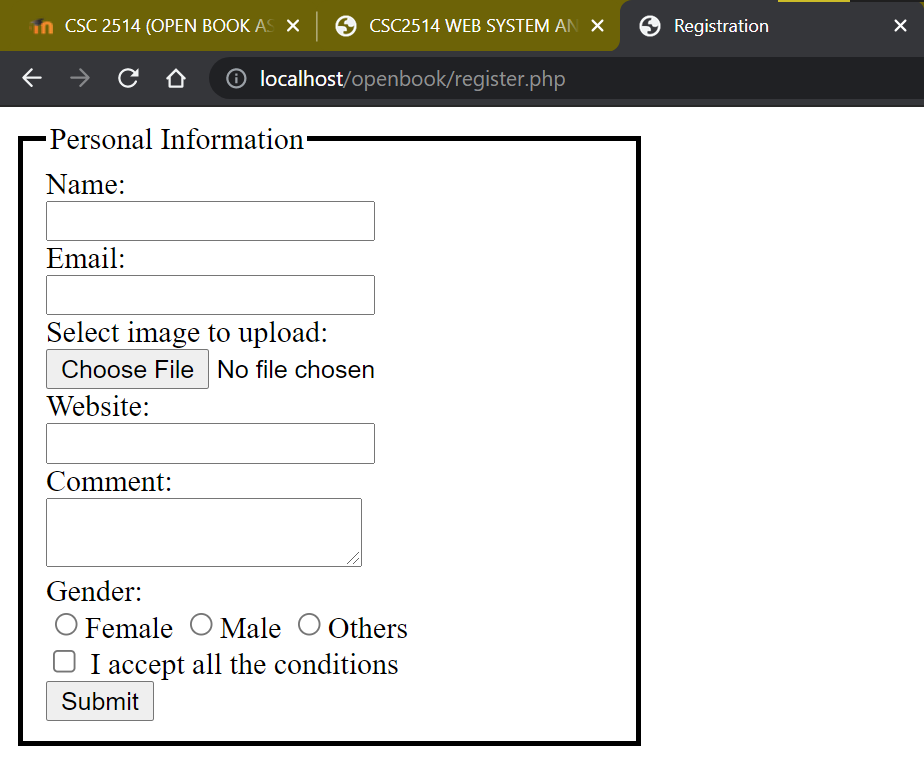 CSC 2514 (OPEN BOOK AS
CSC2514 WEB SYSTEM AN
Registration
localhost/openbook/register.php
Personal Information
Name:
Email:
Select image to upload:
Choose File No file chosen
Website:
Comment:
Gender:
Female Male Others
I accept all the conditions
Submit